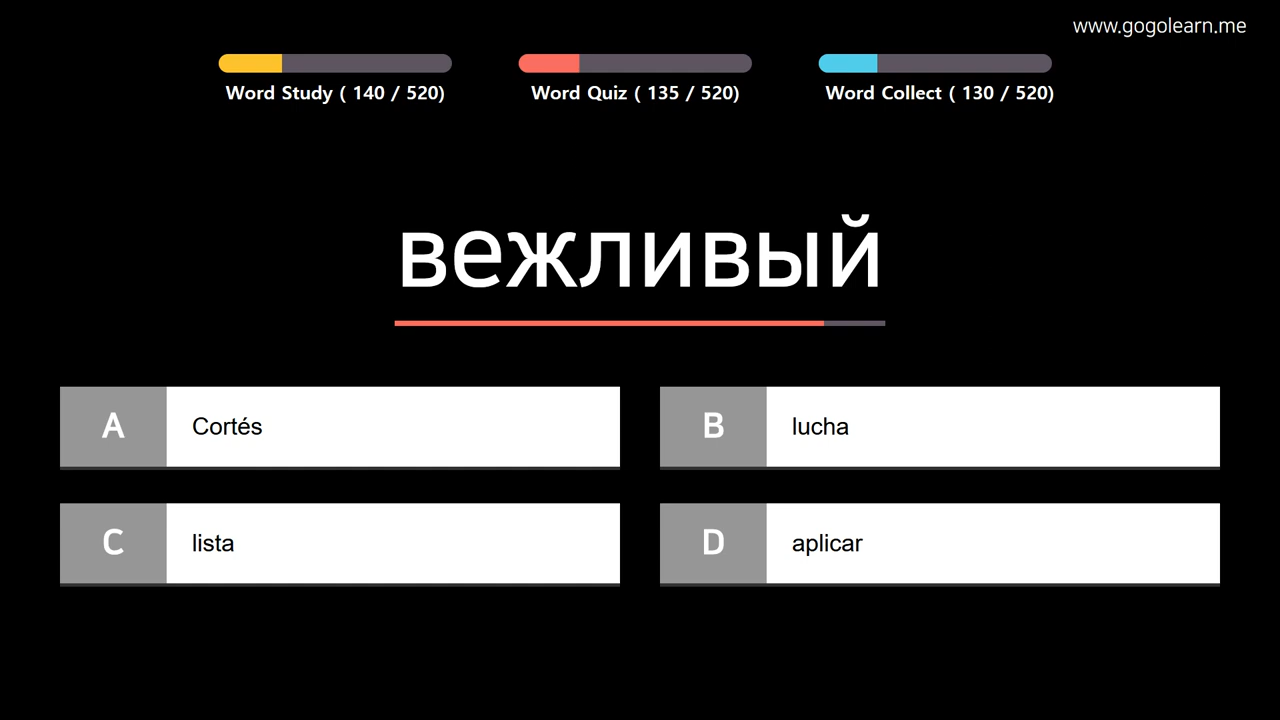 www.gogolearn.me
Word Study ( 140 / 520)
Word Quiz ( 135 / 520)
Word Collect ( 130 / 520)
вежливый
A Cortés
B lucha
C lista
D aplicar